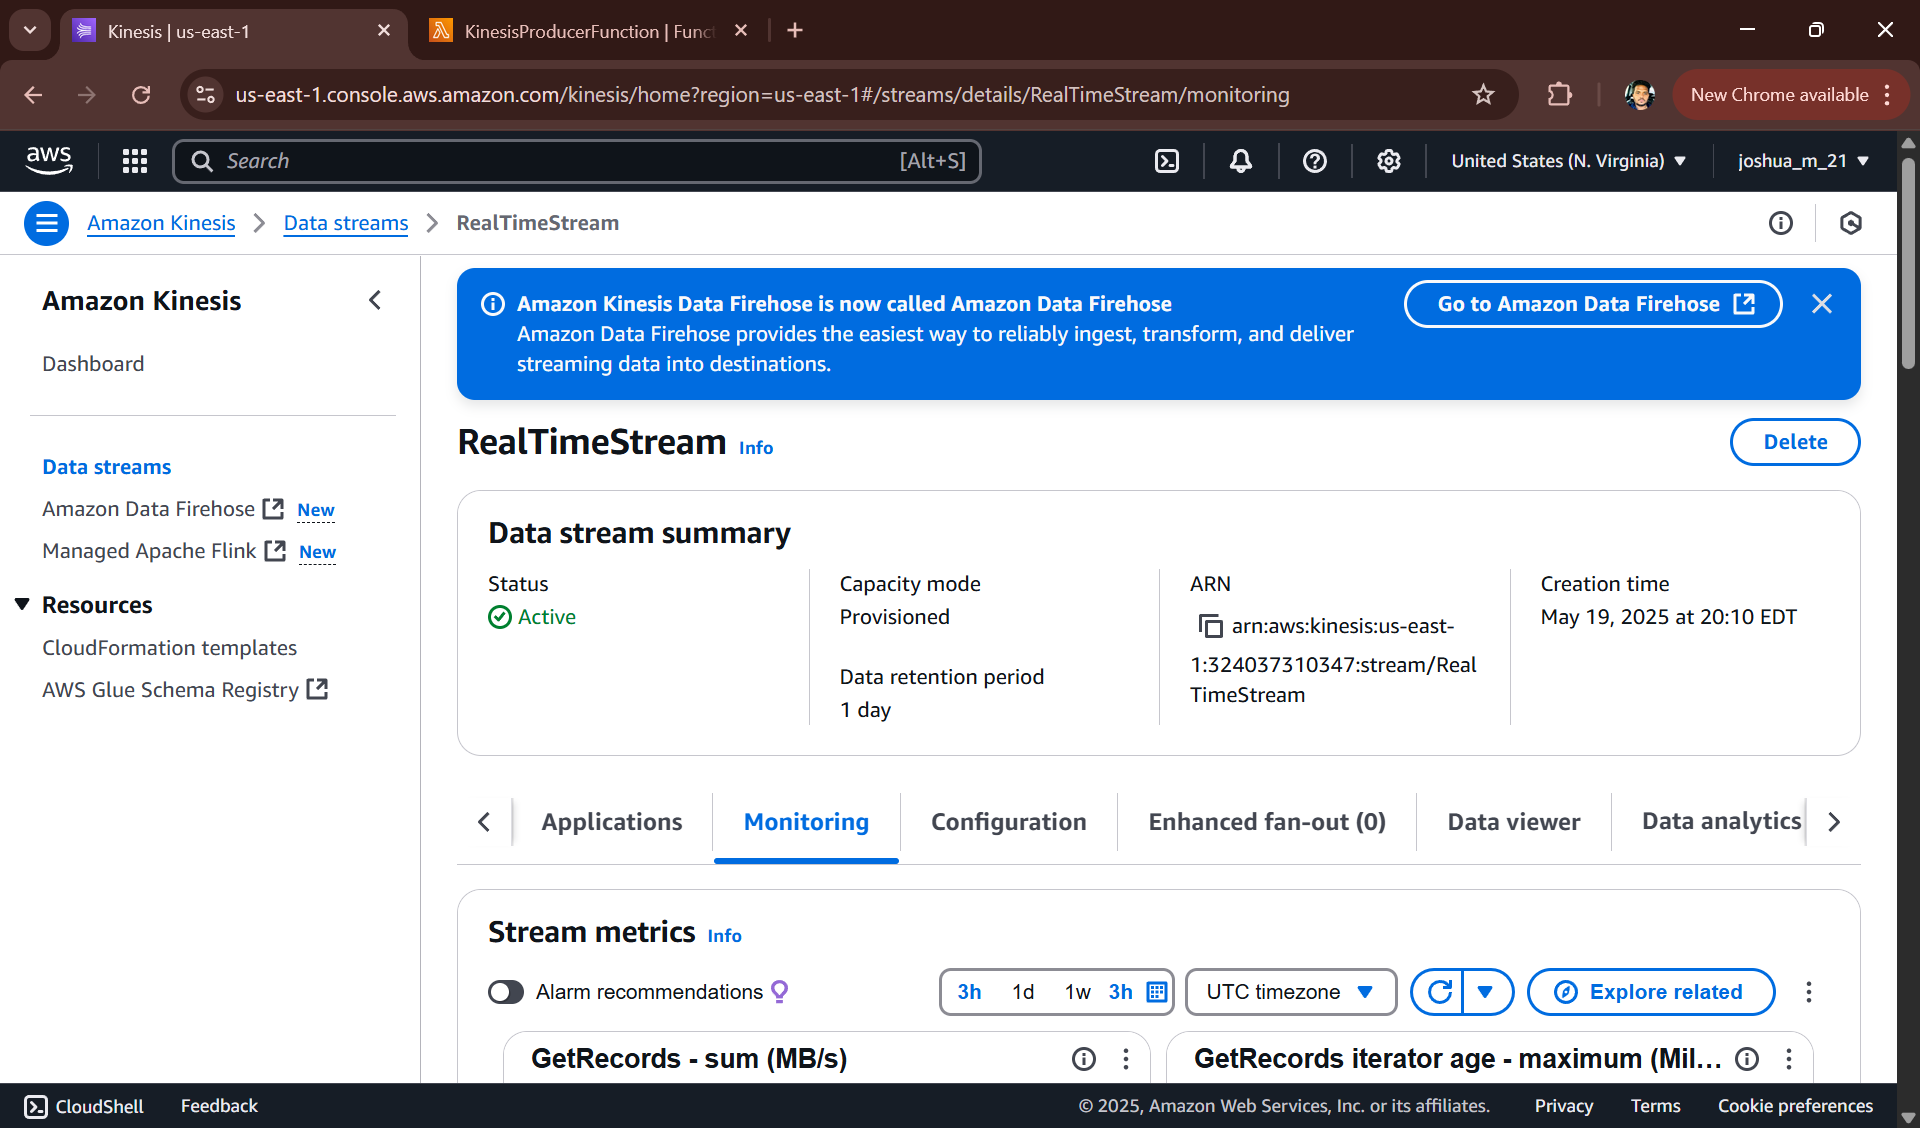 Kinesis | us-east-1
KinesisProducerFunction | Func
us-east-1.console.aws.amazon.com/kinesis/home?region=us-east-1#/streams/details/RealTimeStream/monitoring
New Chrome available
aws
Search
[Alt+S]
United States (N. Virginia)
joshua_m_21
Amazon Kinesis
Data streams
RealTimeStream
Amazon Kinesis
Dashboard
Data streams
Amazon Data Firehose New
Managed Apache Flink New
Resources
CloudFormation templates
AWS Glue Schema Registry
Amazon Kinesis Data Firehose is now called Amazon Data Firehose
Amazon Data Firehose provides the easiest way to reliably ingest, transform, and deliver
streaming data into destinations.
Go to Amazon Data Firehose
RealTimeStream Info
Delete
Data stream summary
Status
Active
Capacity mode
Provisioned
Data retention period
1 day
ARN
arn:aws:kinesis:us-east-
1:324037310347:stream/Real
TimeStream
Creation time
May 19, 2025 at 20:10 EDT
Applications
Monitoring
Configuration
Enhanced fan-out (0)
Data viewer
Data analytics
Stream metrics Info
Alarm recommendations
3h 1d 1w 3h
UTC timezone
Explore related
GetRecords - sum (MB/s)
GetRecords iterator age - maximum (Mil...
CloudShell
Feedback
© 2025, Amazon Web Services, Inc. or its affiliates.
Privacy
Terms
Cookie preferences